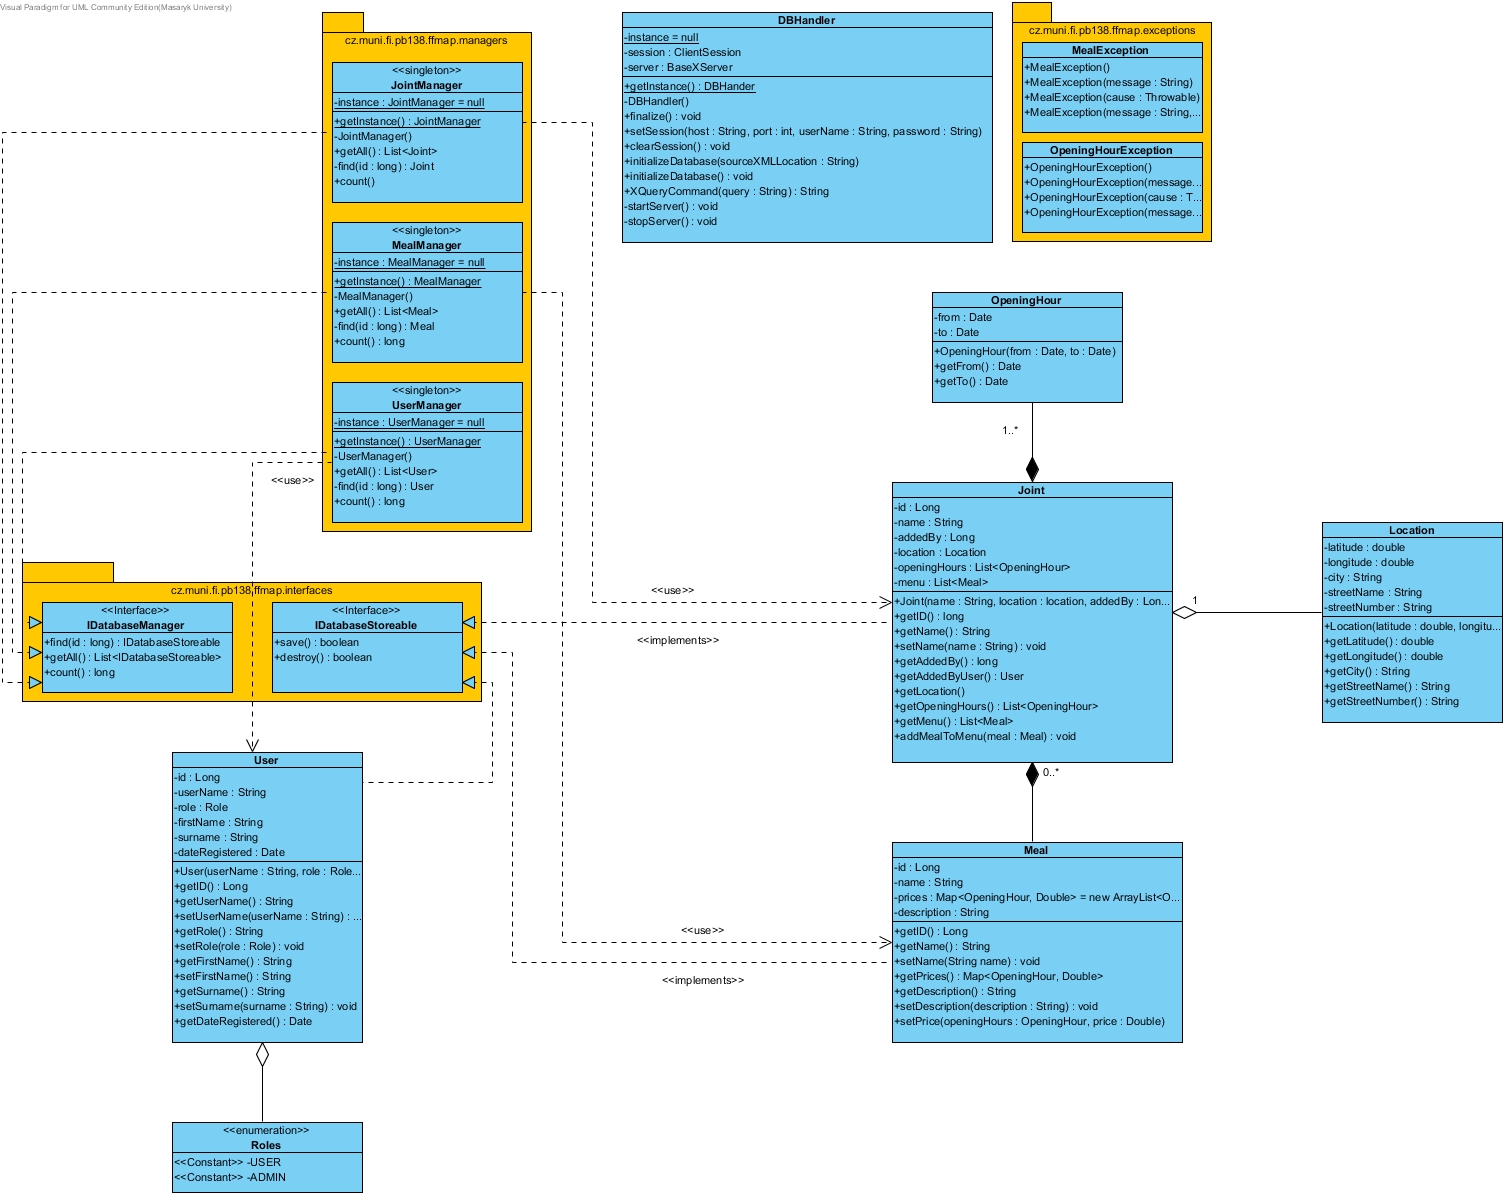 Visual Paradigm for UML Community Edition(Masaryk University)
cz.muni.fi.pb138.ffmap.managers
<<singleton>>
JointManager
-instance : JointManager = null
+getInstance() : JointManager
-JointManager()
+getAll() : List<Joint>
-find(id : long) : Joint
+count()
<<singleton>>
MealManager
-instance : MealManager = null
+getInstance() : MealManager
-MealManager()
+getAll() : List<Meal>
-find(id : long) : Meal
+count() : long
<<singleton>>
UserManager
-instance : UserManager = null
+getInstance() : UserManager
-UserManager()
+getAll() : List<User>
-find(id : long) : User
+count() : long
DBHandler
-instance = null
-session : ClientSession
-server : BaseXServer
+getInstance() : DBHander
-DBHandler()
+finalize() : void
+setSession(host : String, port : int, userName : String, password : String)
+clearSession() : void
+initializeDatabase(sourceXMLLocation : String)
+initializeDatabase() : void
+XQueryCommand(query : String) : String
-startServer() : void
-stopServer() : void
cz.muni.fi.pb138.ffmap.exceptions
MealException
+MealException()
+MealException(message : String)
+MealException(cause : Throwable)
+MealException(message : String,...
OpeningHourException
+OpeningHourException()
+OpeningHourException(message...
+OpeningHourException(cause : T...
+OpeningHourException(message...
OpeningHour
-from : Date
-to : Date
+OpeningHour(from : Date, to : Date)
+getFrom() : Date
+getTo() : Date
1..*
<<use>>
cz.muni.fi.pb138.ffmap.interfaces
<<Interface>>
IDatabaseManager
+find(id : long) : IDatabaseStoreable
+getAll() : List<IDatabaseStoreable>
+count() : long
<<Interface>>
IDatabaseStoreable
+save() : boolean
+destroy() : boolean
<<use>>
<<implements>>
Joint
-id : Long
-name : String
-addedBy : Long
-location : Location
-openingHours : List<OpeningHour>
-menu : List<Meal>
+Joint(name : String, location : location, addedBy : Lon...
+getID() : long
+getName() : String
+setName(name : String) : void
+getAddedBy() : long
+getAddedByUser() : User
+getLocation()
+getOpeningHours() : List<OpeningHour>
+getMenu() : List<Meal>
+addMealToMenu(meal : Meal) : void
1
Location
-latitude : double
-longitude : double
-city : String
-streetName : String
-streetNumber : String
+Location(latitude : double, longitu...
+getLatitude() : double
+getLongitude() : double
+getCity() : String
+getStreetName() : String
+getStreetNumber() : String
0..*
User
-id : Long
-userName : String
-role : Role
-firstName : String
-surname : String
-dateRegistered : Date
+User(userName : String, role : Role...
+getID() : Long
+getUserName() : String
+setUserName(userName : String) : ...
+getRole() : String
+setRole(role : Role) : void
+getFirstName() : String
+setFirstName() : String
+getSurname() : String
+setSurname(surname : String) : void
+getDateRegistered() : Date
<<use>>
<<implements>>
Meal
-id : Long
-name : String
-prices : Map<OpeningHour, Double> = new ArrayList<O...
-description : String
+getID() : Long
+getName() : String
+setName(String name) : void
+getPrices() : Map<OpeningHour, Double>
+getDescription() : String
+setDescription(description : String) : void
+setPrice(openingHours : OpeningHour, price : Double)
<<enumeration>>
Roles
<<Constant>> -USER
<<Constant>> -ADMIN